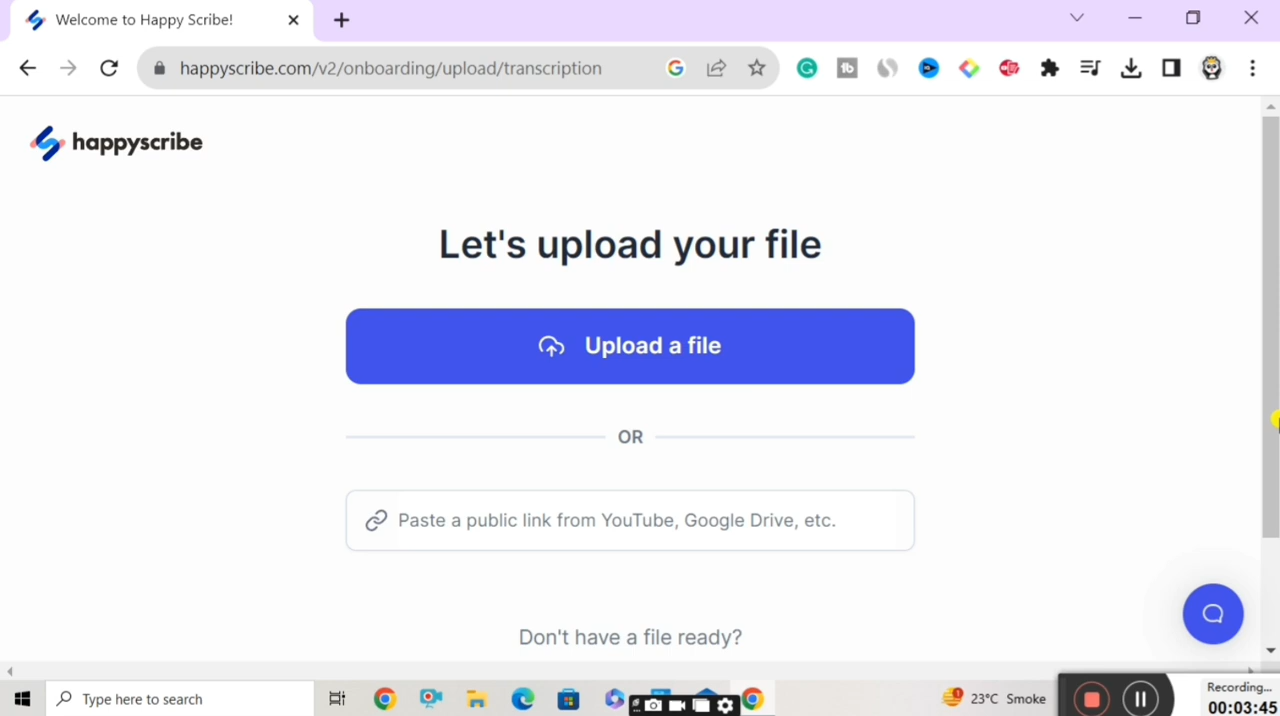 Welcome to Happy Scribe!
happyscribe.com/v2/onboarding/upload/transcription
happyscribe
Let's upload your file
Upload a file
OR
Paste a public link from YouTube, Google Drive, etc.
Don't have a file ready?
Type here to search
23°C Smoke
Recording...
00:03:45